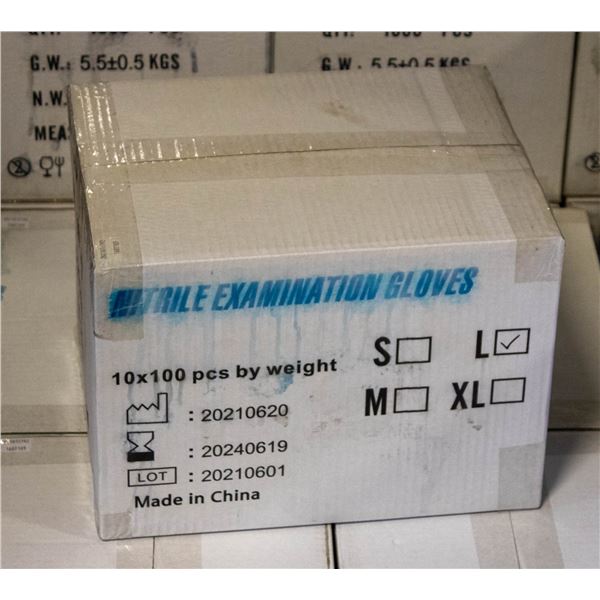 G.W.: 5.5±0.5 KGS
G.W.: 5.5±0.5 KGS
N.W.
MEA
NITRILE EXAMINATION GLOVES
S L
10x100 pcs by weight
M XL
: 20210620
: 20240619
LOT : 20210601
Made in China